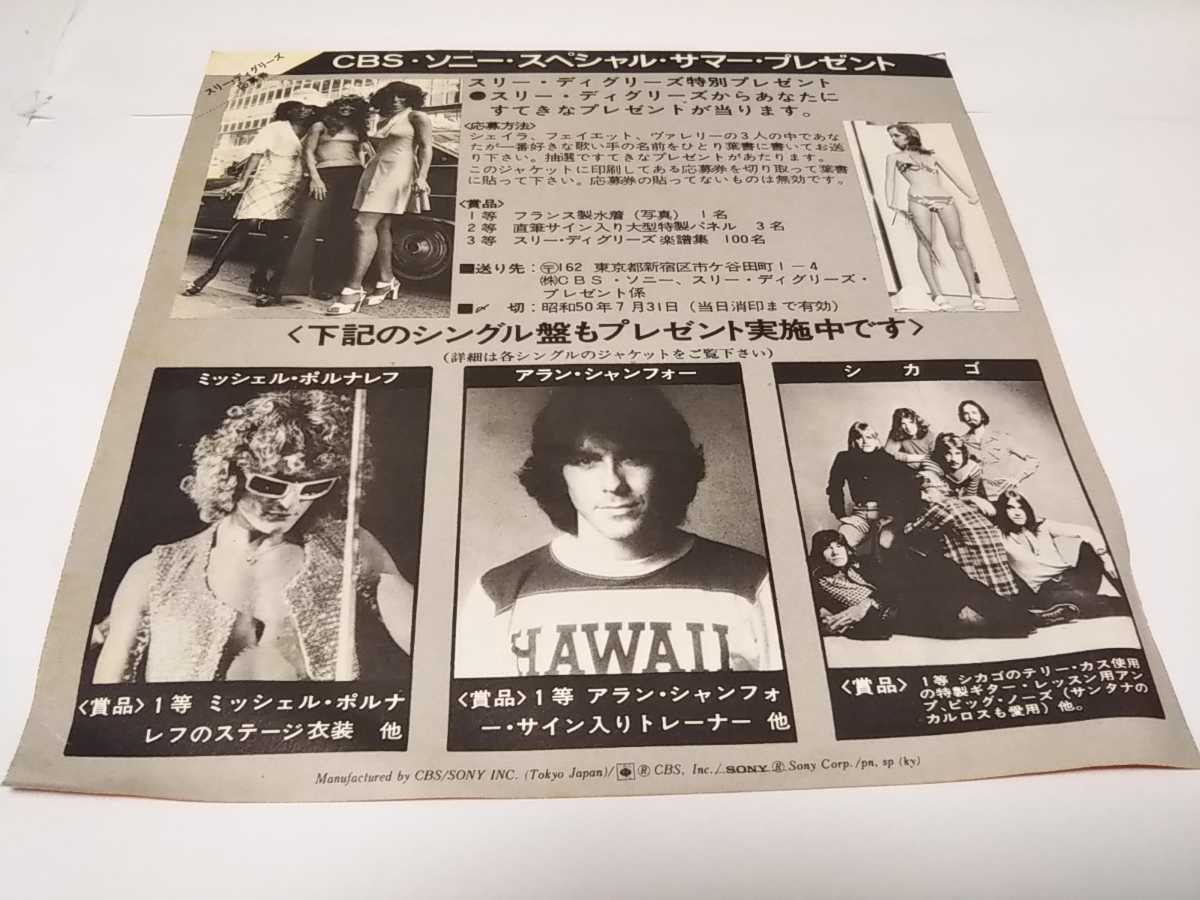 スリー・ディグリーズ
応募券
CBS・ソニー・スペシャル・サマー・プレゼント
スリー・ディグリーズ特別プレゼント
●スリー・ディグリーズからあなたに
すてきなプレゼントが当ります。
〈応募方法〉
シェイラ、フェイエット、ヴァレリーの3人の中であな
たが一番好きな歌い手の名前をひとり葉書に書いてお送
り下さい。抽選ですてきなプレゼントがあたります。
このジャケットに印刷してある応募券を切り取って葉書
に貼って下さい。応募券の貼ってないものは無効です。
〈賞品〉
1等 フランス製水着(写真) 1名
2等 直筆サイン入り大型特製パネル 3名
3等 スリー・ディグリーズ楽譜集 100名
■送り先:〒162 東京都新宿区市ケ谷田町1-4
㈱CBS・ソニー、スリー・ディグリーズ・
プレゼント係
■〆 切:昭和50年7月31日(当日消印まで有効)
〈下記のシングル盤もプレゼント実施中です〉
(詳細は各シングルのジャケットをご覧下さい)
ミッシェル・ポルナレフ
〈賞品〉1等 ミッシェル・ポルナ
レフのステージ衣装 他
アラン・シャンフォー
HAWAII
〈賞品〉1等 アラン・シャンフォ
ー・サイン入りトレーナー 他
シカゴ
〈賞品〉
1等 シカゴのテリー・カス使用
の特製ギター・レッスン用アン
プ、ピッグ・ノーズ(サンタナの
カルロスも愛用)他。
Manufactured by CBS/SONY INC. (Tokyo Japan)/ ® CBS, Inc./SONY ® Sony Corp./pn, sp (ky)